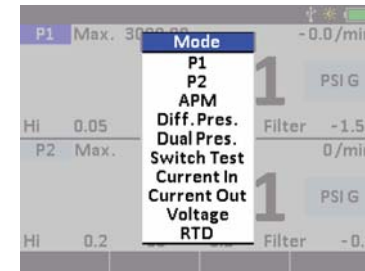 P1 Max. -0.0/min
Mode
P1
P2
APM
Diff.Pres.
Dual Pres.
Switch Test
Current In
Current Out
Voltage
RTD
1 PSI G
Hi 0.05 Filter -1.5
P2 Max. 0/min
1 PSI G
Hi 0.2 Filter -0.